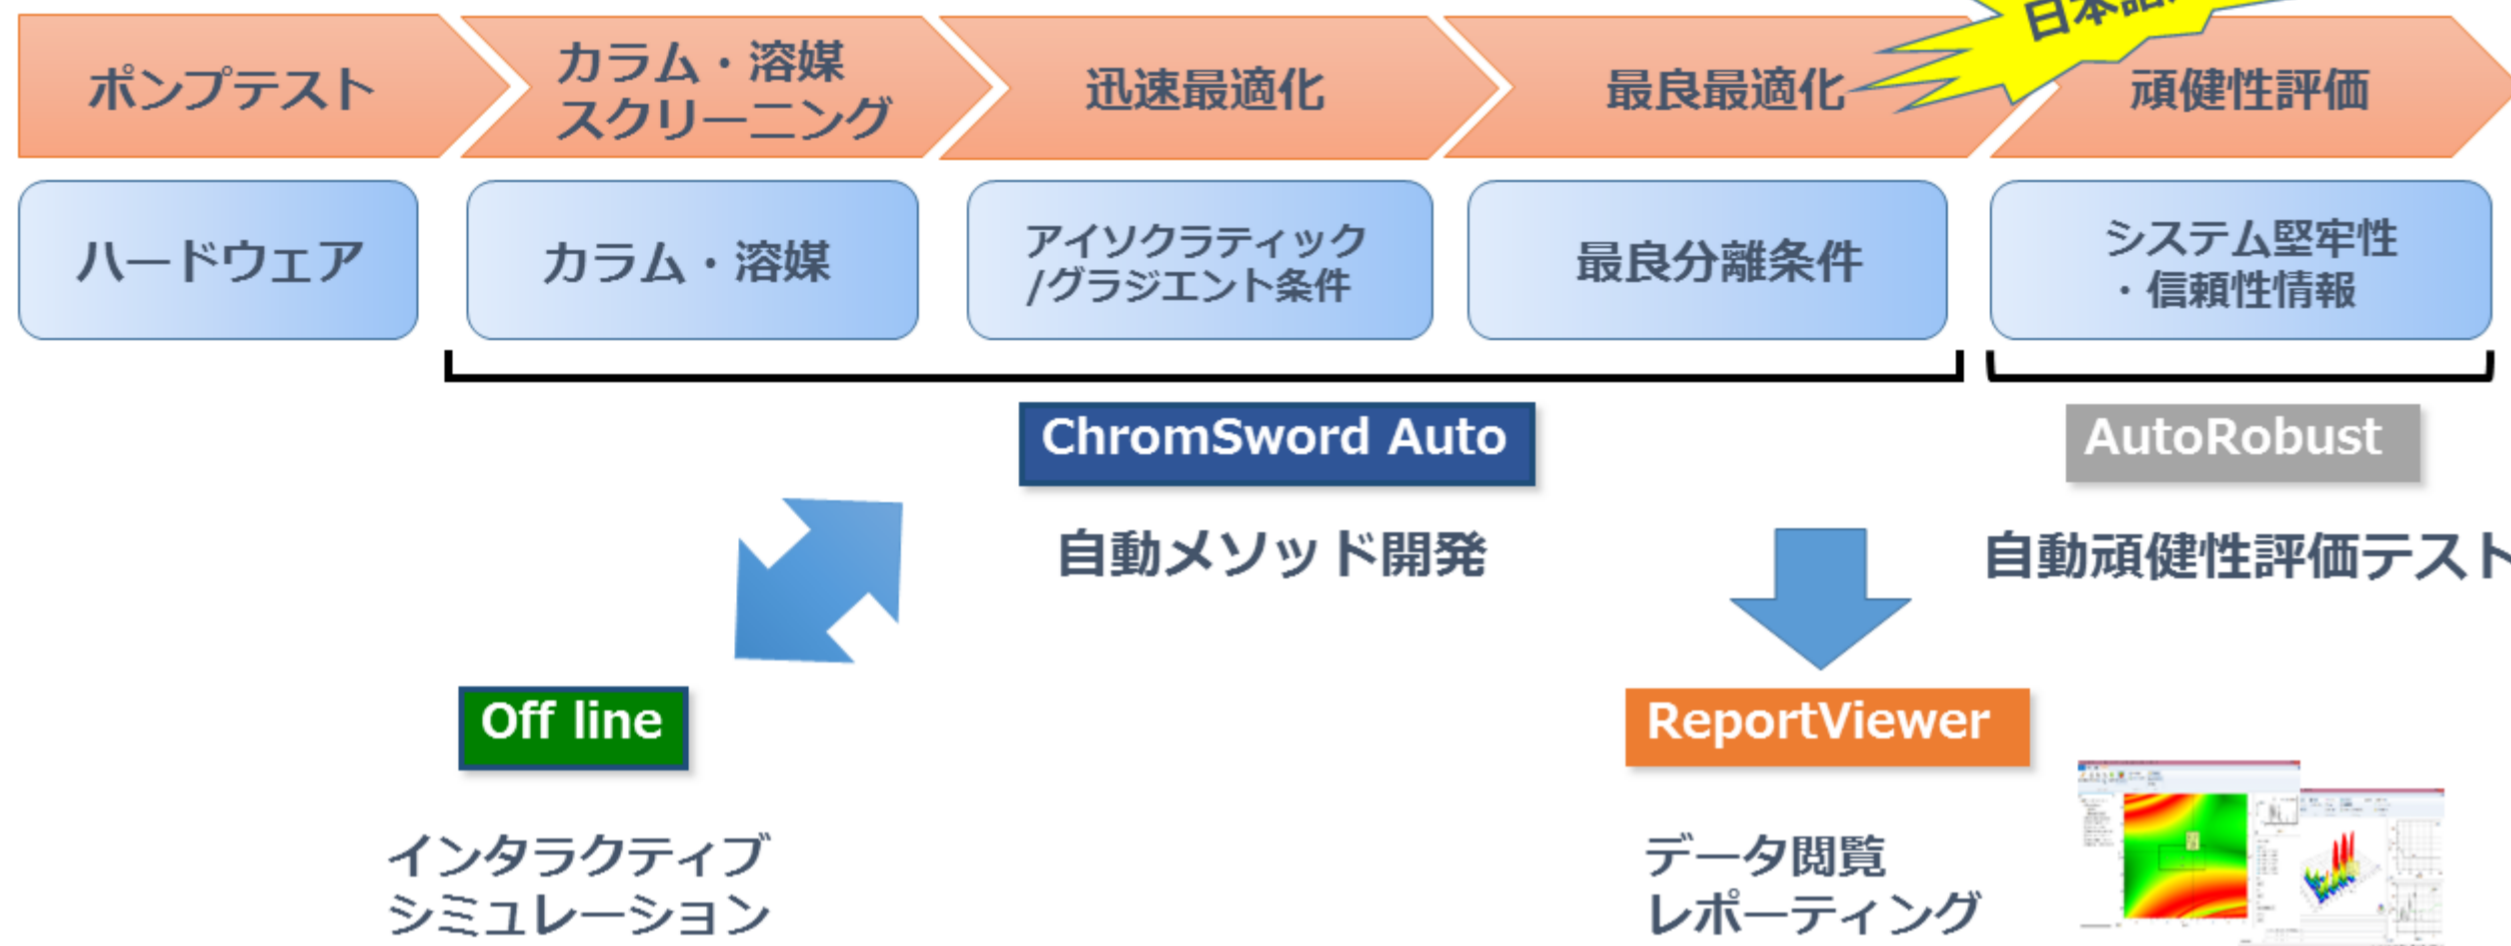 日本語
ポンプテスト
カラム・溶媒
スクリーニング
迅速最適化
最良最適化
頑健性評価
ハードウェア
カラム・溶媒
アイソクラティック
/グラジエント条件
最良分離条件
システム堅牢性
・信頼性情報
ChromSword Auto
AutoRobust
自動メソッド開発
自動頑健性評価テスト
Off line
ReportViewer
インタラクティブ
シミュレーション
データ閲覧
レポーティング